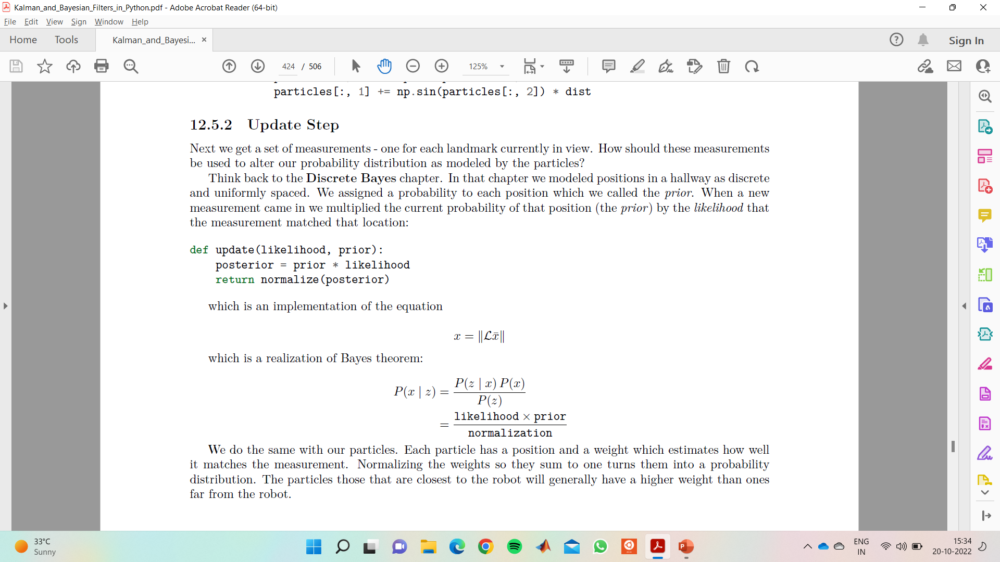 Kalman_and_Bayesian_Filters_in_Python.pdf - Adobe Acrobat Reader (64-bit)
File Edit View Sign Window Help
Home Tools Kalman_and_Bayesi... × Sign In
424 / 506 125%
particles[:, 1] += np.sin(particles[:, 2]) * dist
12.5.2 Update Step
Next we get a set of measurements - one for each landmark currently in view. How should these measurements
be used to alter our probability distribution as modeled by the particles?
Think back to the Discrete Bayes chapter. In that chapter we modeled positions in a hallway as discrete
and uniformly spaced. We assigned a probability to each position which we called the prior. When a new
measurement came in we multiplied the current probability of that position (the prior) by the likelihood that
the measurement matched that location:
def update(likelihood, prior):
posterior = prior * likelihood
return normalize(posterior)
which is an implementation of the equation
x = ‖ℒx̄‖
which is a realization of Bayes theorem:
P(x | z) = P(z | x) P(x)
P(z)
= likelihood × prior
normalization
We do the same with our particles. Each particle has a position and a weight which estimates how well
it matches the measurement. Normalizing the weights so they sum to one turns them into a probability
distribution. The particles those that are closest to the robot will generally have a higher weight than ones
far from the robot.
33°C
Sunny
ENG
IN
15:34
20-10-2022